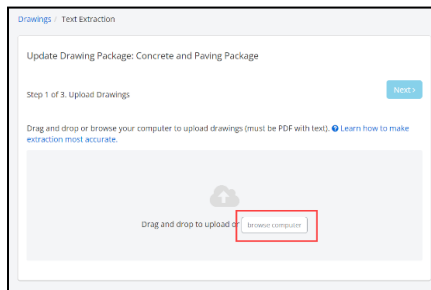 Drawings / Text Extraction
Update Drawing Package: Concrete and Paving Package
Step 1 of 3. Upload Drawings
Next ›
Drag and drop or browse your computer to upload drawings (must be PDF with text). Learn how to make
extraction most accurate.
Drag and drop to upload or browse computer